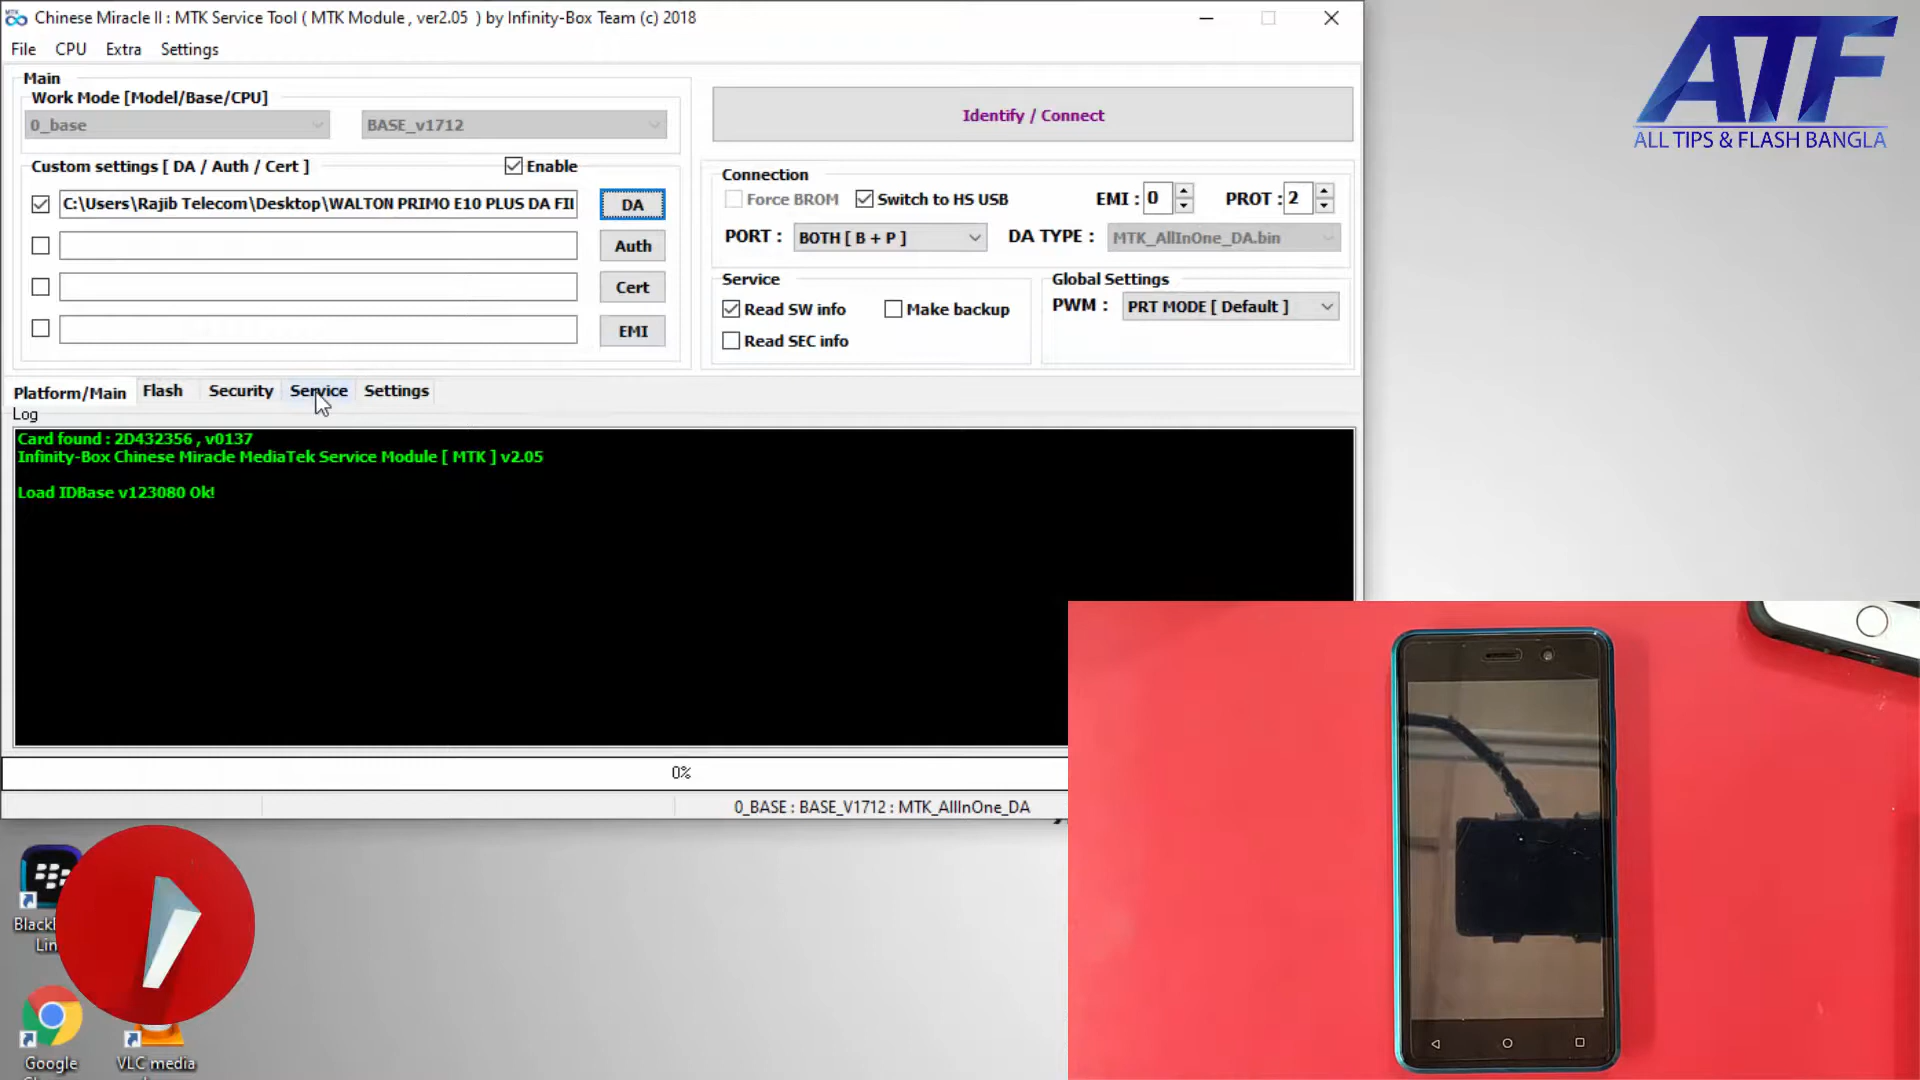 Chinese Miracle II : MTK Service Tool ( MTK Module , ver2.05 ) by Infinity-Box Team (c) 2018
File CPU Extra Settings
Main
Work Mode [Model/Base/CPU]
0_base BASE_v1712
Custom settings [ DA / Auth / Cert ] Enable
C:\Users\Rajib Telecom\Desktop\WALTON PRIMO E10 PLUS DA FII DA
Auth
Cert
EMI
Identify / Connect
Connection
Force BROM Switch to HS USB EMI : 0 PROT : 2
PORT : BOTH [ B + P ] DA TYPE : MTK_AllInOne_DA.bin
Service Global Settings
Read SW info Make backup PWM : PRT MODE [ Default ]
Read SEC info
Platform/Main Flash Security Service Settings
Log
Card found : 2D432356 , v0137
Infinity-Box Chinese Miracle MediaTek Service Module [ MTK ] v2.05
Load IDBase v123080 Ok!
0%
0_BASE : BASE_V1712 : MTK_AllInOne_DA
ATF
ALL TIPS & FLASH BANGLA
Google
VLC media